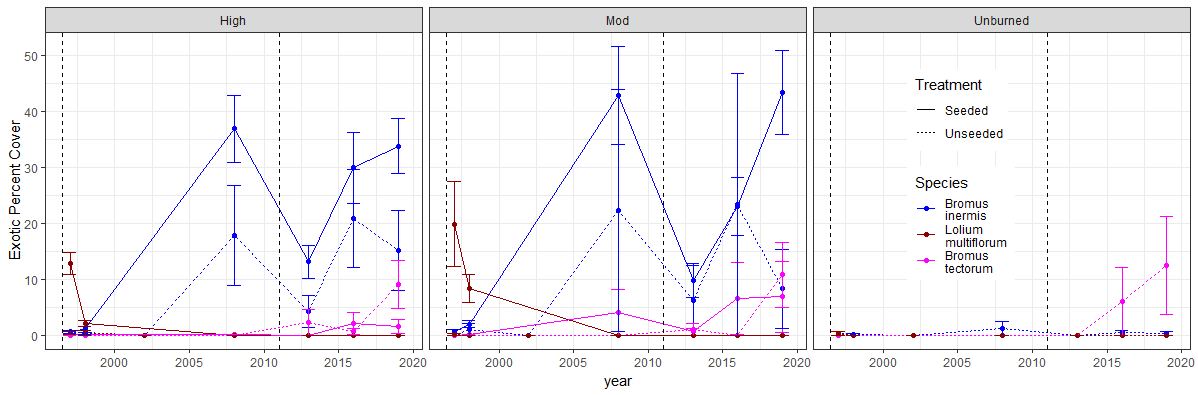 High Mod Unburned
Exotic Percent Cover
50
40
30
20
10
0
Treatment
Seeded
Unseeded
Species
Bromus
inermis
Lolium
multiflorum
Bromus
tectorum
2000 2005 2010 2015 2020 2000 2005 2010 2015 2020 2000 2005 2010 2015 2020
year